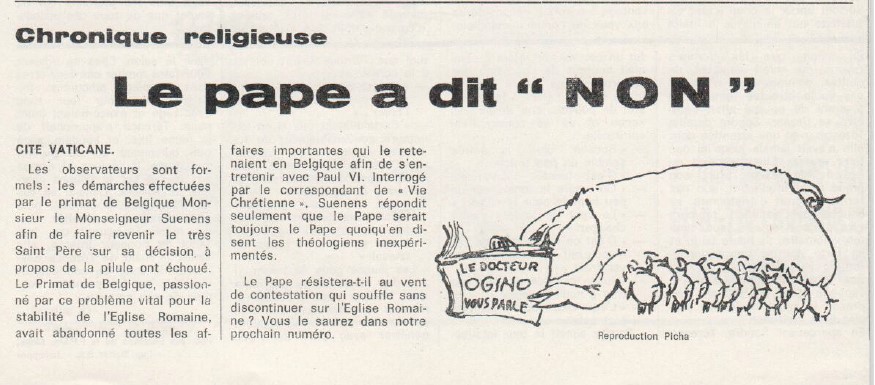 Chronique religieuse
Le pape a dit “ NON ”
CITE VATICANE.
Les observateurs sont for-
mels : les démarches effectuées
par le primat de Belgique Mon-
sieur le Monseigneur Suenens
afin de faire revenir le très
Saint Père sur sa décision à
propos de la pilule ont échoué.
Le Primat de Belgique, passion-
né par ce problème vital pour la
stabilité de l'Eglise Romaine,
avait abandonné toutes les af-
faires importantes qui le rete-
naient en Belgique afin de s'en-
tretenir avec Paul VI. Interrogé
par le correspondant de « Vie
Chrétienne », Suenens répondit
seulement que le Pape serait
toujours le Pape quoiqu'en di-
sent les théologiens inexpéri-
mentés.
Le Pape résistera-t-il au vent
de contestation qui souffle sans
discontinuer sur l'Eglise Romai-
ne ? Vous le saurez dans notre
prochain numéro.
LE DOCTEUR
OGINO
VOUS PARLE
Reproduction Picha